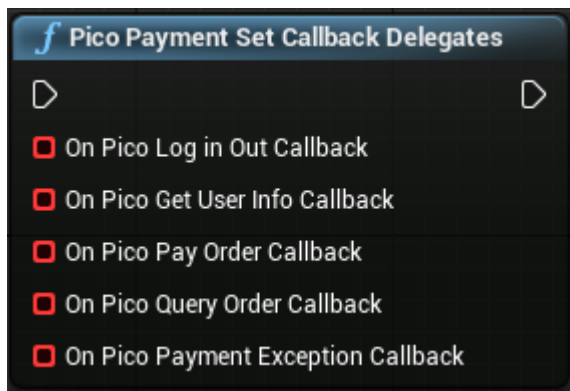 f Pico Payment Set Callback Delegates
On Pico Log in Out Callback
On Pico Get User Info Callback
On Pico Pay Order Callback
On Pico Query Order Callback
On Pico Payment Exception Callback